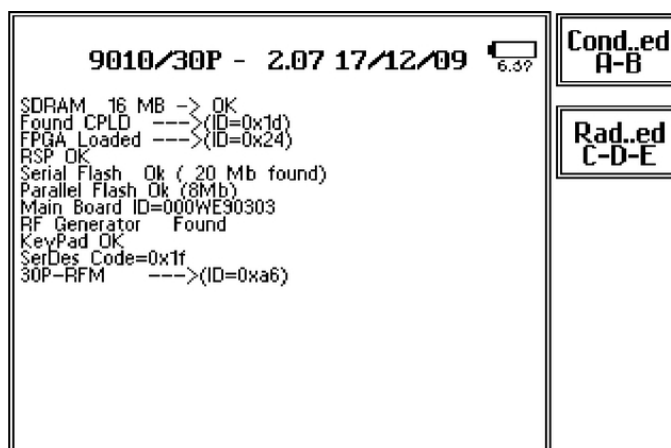 9010/30P - 2.07 17/12/09
6.37
SDRAM 16 MB -> OK
Found CPLD --->(ID=0x1d)
FPGA Loaded --->(ID=0x24)
RSP OK
Serial Flash Ok ( 20 Mb found)
Parallel Flash Ok (8Mb)
Main Board ID=000WE90303
RF Generator Found
KeyPad OK
SerDes Code=0x1f
30P-RFM --->(ID=0xa6)
Cond..ed
A-B
Rad..ed
C-D-E